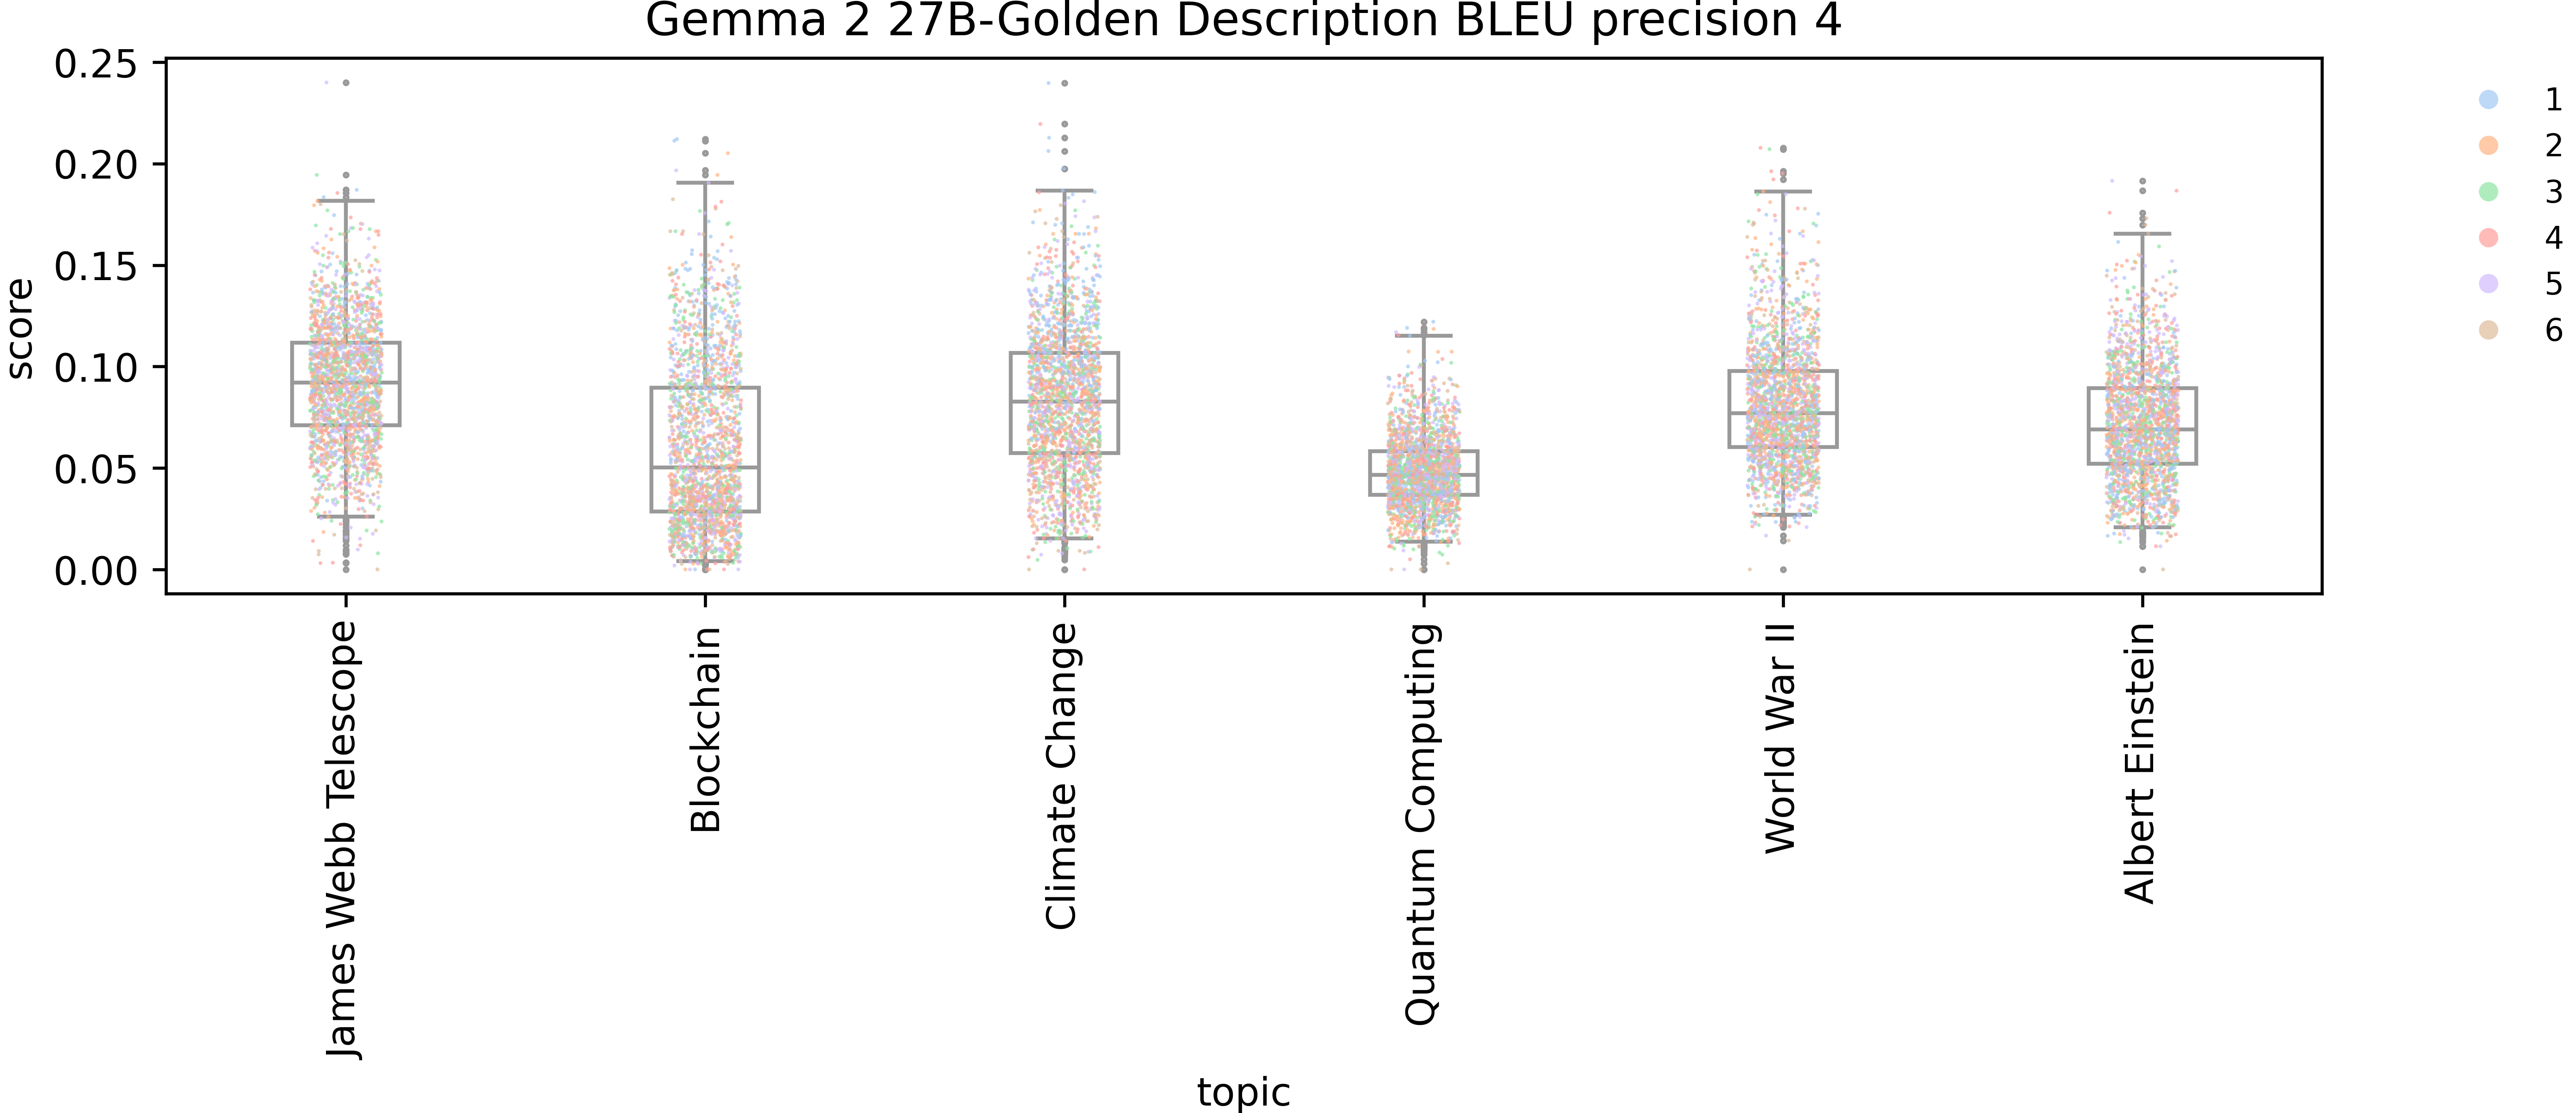 Gemma 2 27B-Golden Description BLEU precision 4
0.25
0.20
0.15
0.10
0.05
0.00
score
1
2
3
4
5
6
James Webb Telescope
Blockchain
Climate Change
Quantum Computing
World War II
Albert Einstein
topic